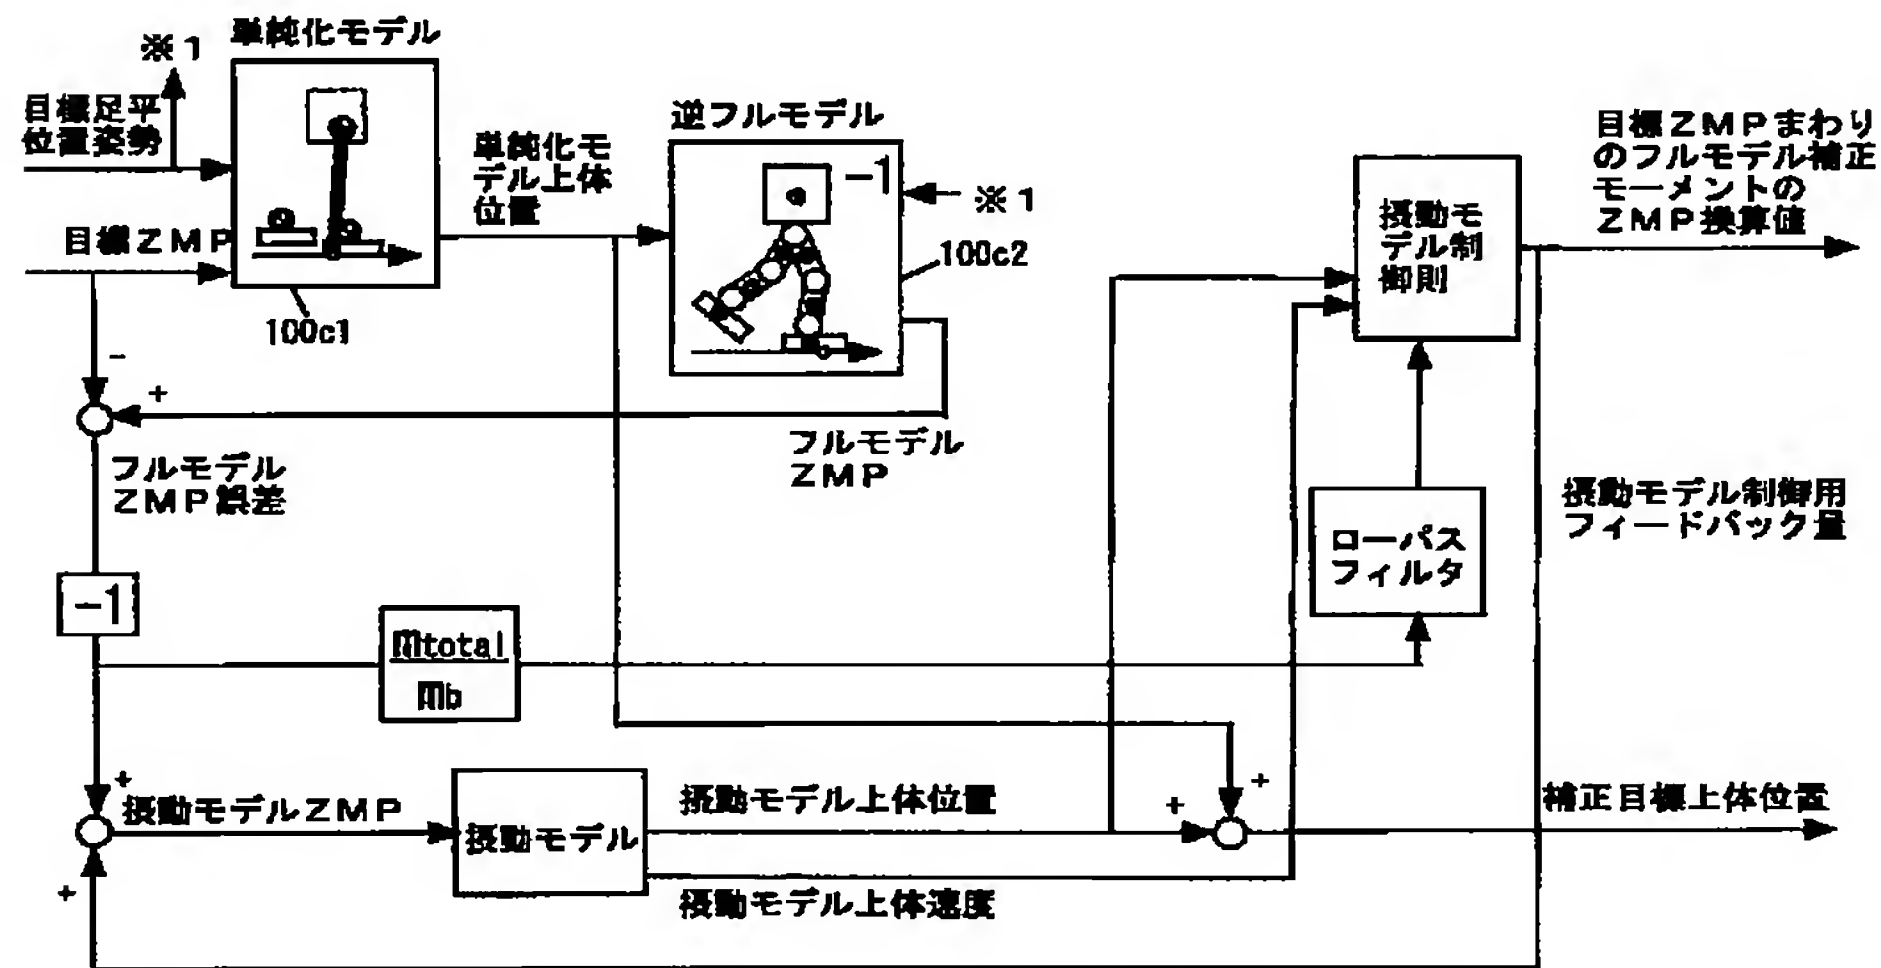 ※1
単純化モデル
目標足平
位置姿勢
目標ZMP
100c1
単純化モ
デル上体
位置
逆フルモデル
-1
※1
100c2
目標ZMPまわり
のフルモデル補正
モーメントの
ZMP換算値
摂動モ
デル制
御則
-
+
フルモデル
ZMP
フルモデル
ZMP誤差
摂動モデル制御用
フィードバック量
ローパス
フィルタ
-1
Mtotal
Mb
+
摂動モデルZMP
+
摂動モデル
摂動モデル上体位置
摂動モデル上体速度
+
+
補正目標上体位置